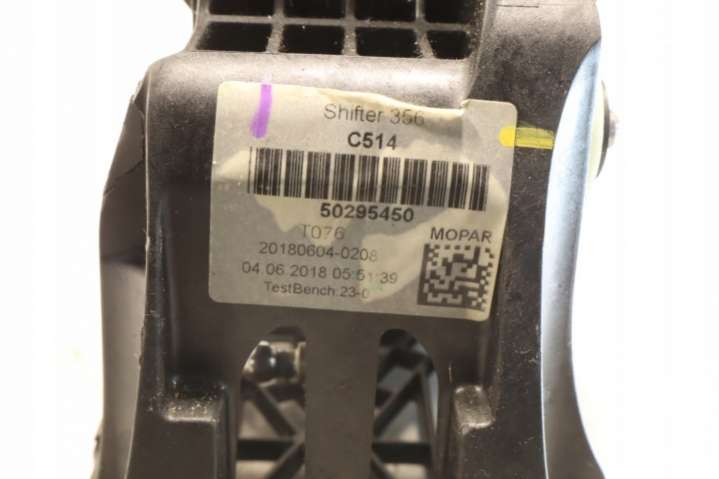 Shifter 356
C514
50295450
T076
MOPAR
20180604-0208
04.06.2018 05:51:39
TestBench:23-0